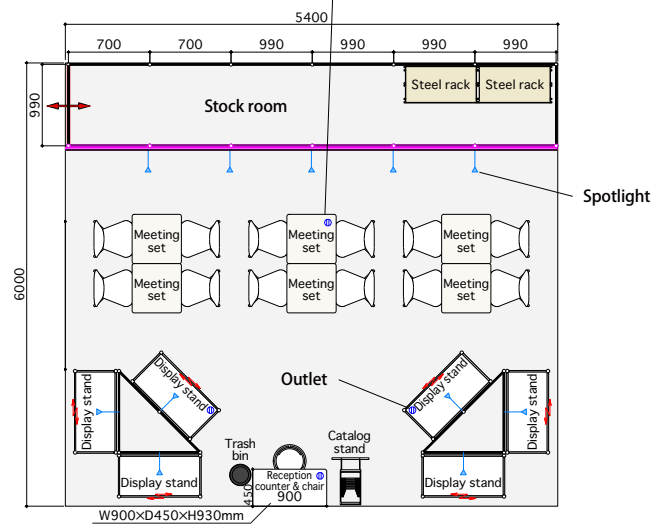 5400
700 700 990 990 990 990
990
Stock room
Steel rack Steel rack
Spotlight
6000
Meeting set
Meeting set
Meeting set
Meeting set
Meeting set
Meeting set
Display stand
Display stand
Display stand
Display stand
Display stand
Display stand
Outlet
Trash
bin
Catalog
stand
Reception
counter & chair
900
450
W900×D450×H930mm